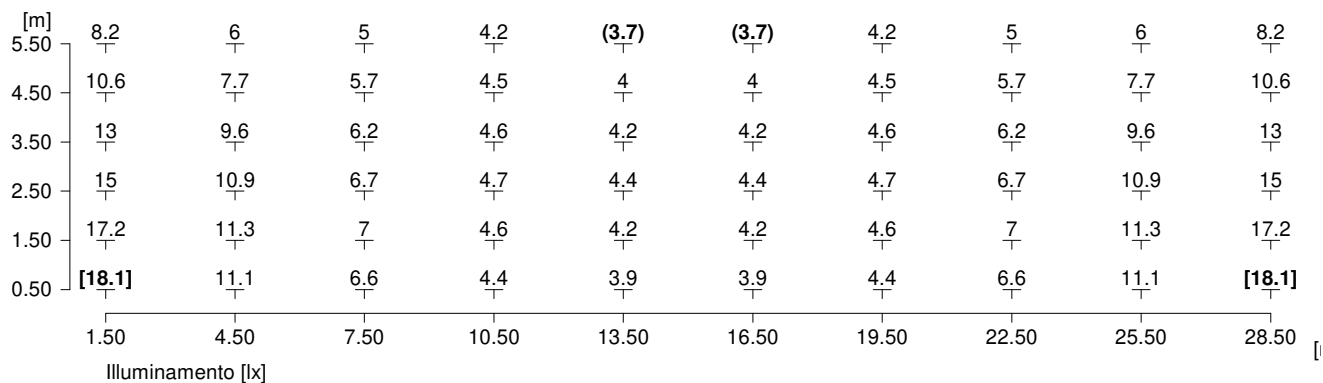 [m]
5.50 8.2 6 5 4.2 (3.7) (3.7) 4.2 5 6 8.2
4.50 10.6 7.7 5.7 4.5 4 4 4.5 5.7 7.7 10.6
3.50 13 9.6 6.2 4.6 4.2 4.2 4.6 6.2 9.6 13
2.50 15 10.9 6.7 4.7 4.4 4.4 4.7 6.7 10.9 15
1.50 17.2 11.3 7 4.6 4.2 4.2 4.6 7 11.3 17.2
0.50 [18.1] 11.1 6.6 4.4 3.9 3.9 4.4 6.6 11.1 [18.1]
1.50 4.50 7.50 10.50 13.50 16.50 19.50 22.50 25.50 28.50
Illuminamento [lx]